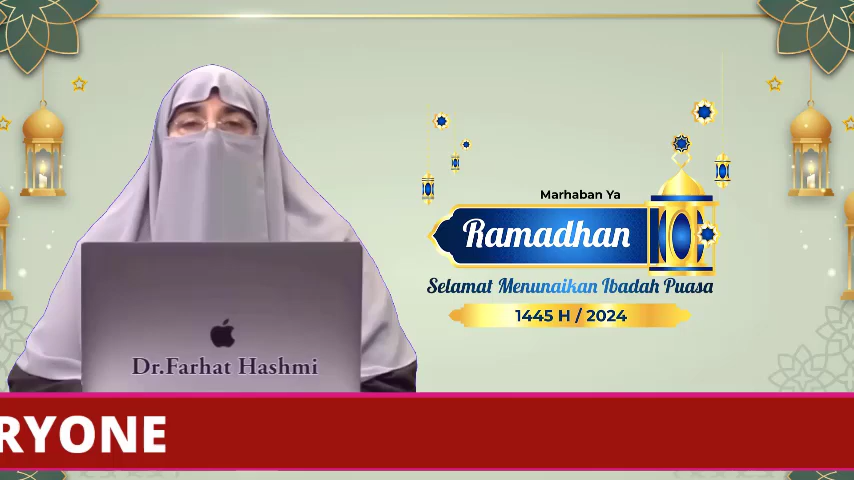 Marhaban Ya
Ramadhan
Selamat Menunaikan Ibadah Puasa
1445 H / 2024
Dr.Farhat Hashmi
RYONE